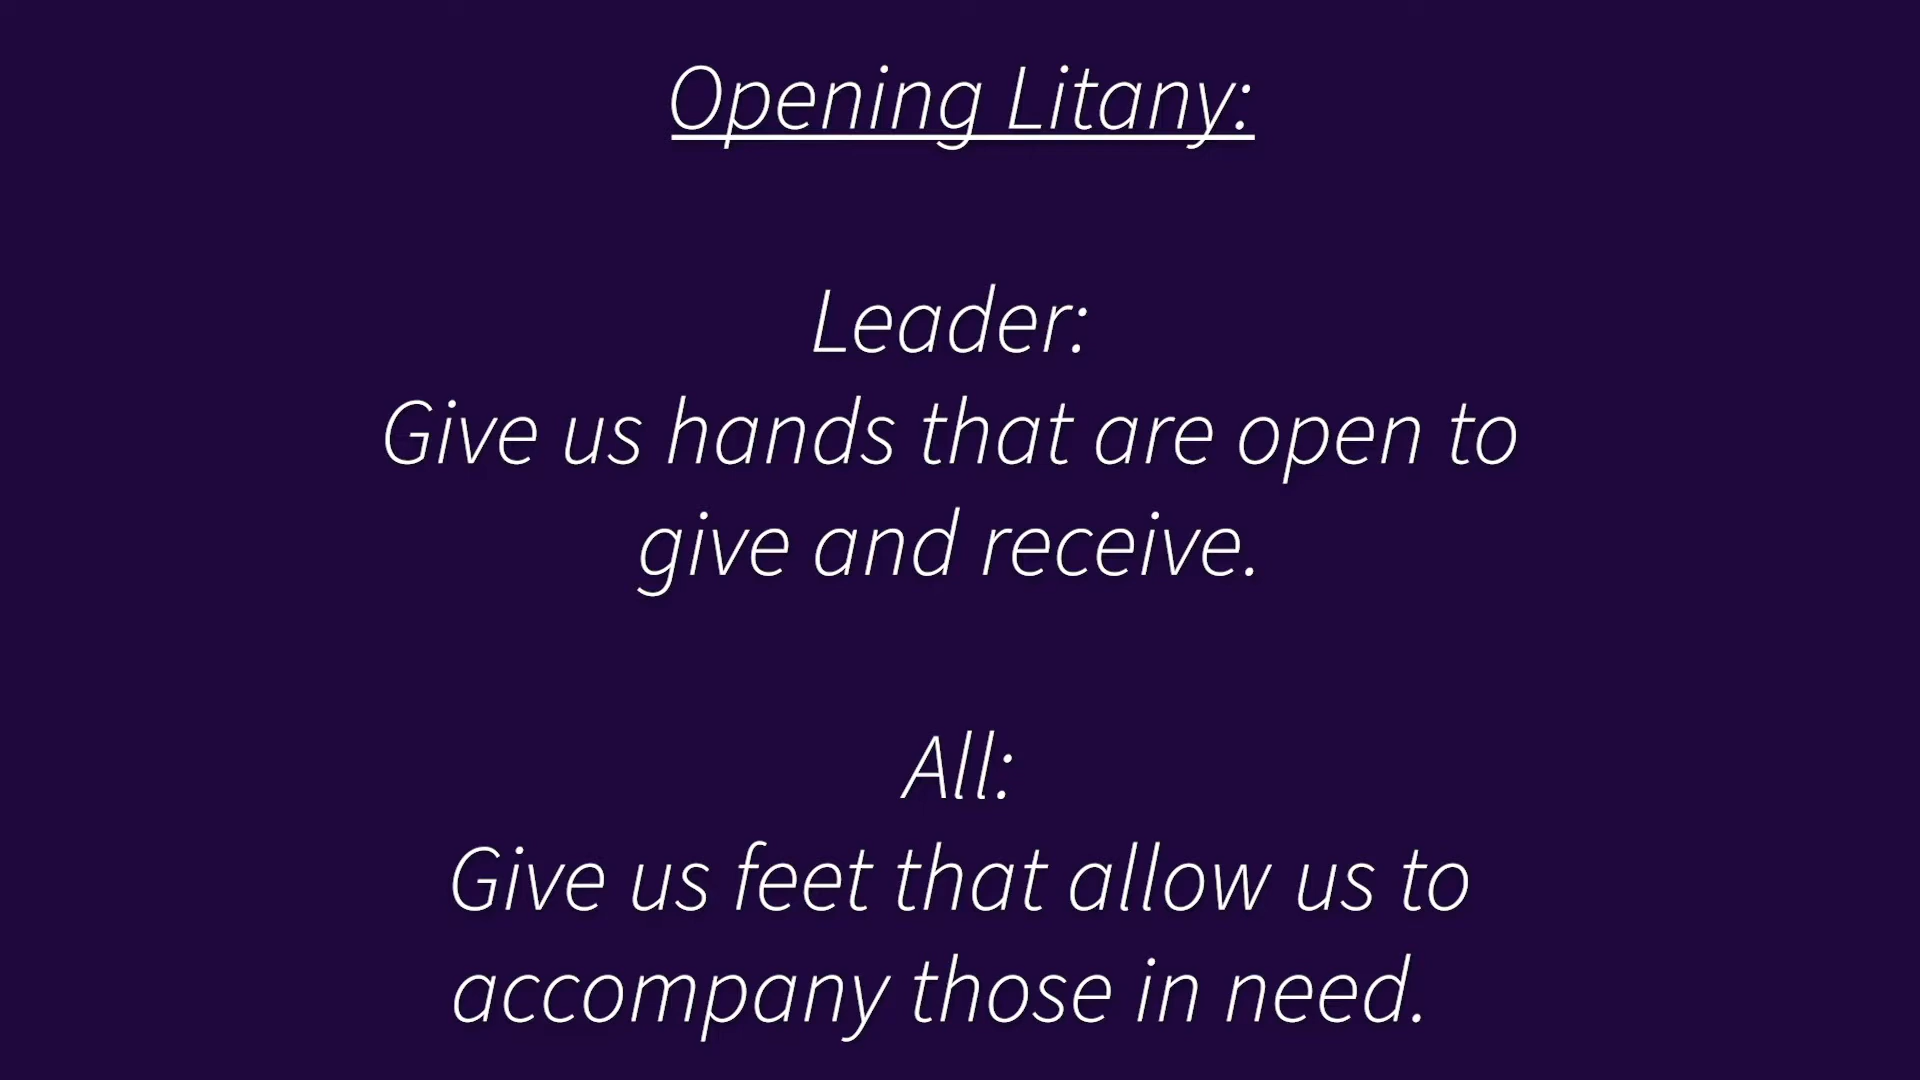 Opening Litany:
Leader:
Give us hands that are open to
give and receive.
All:
Give us feet that allow us to
accompany those in need.